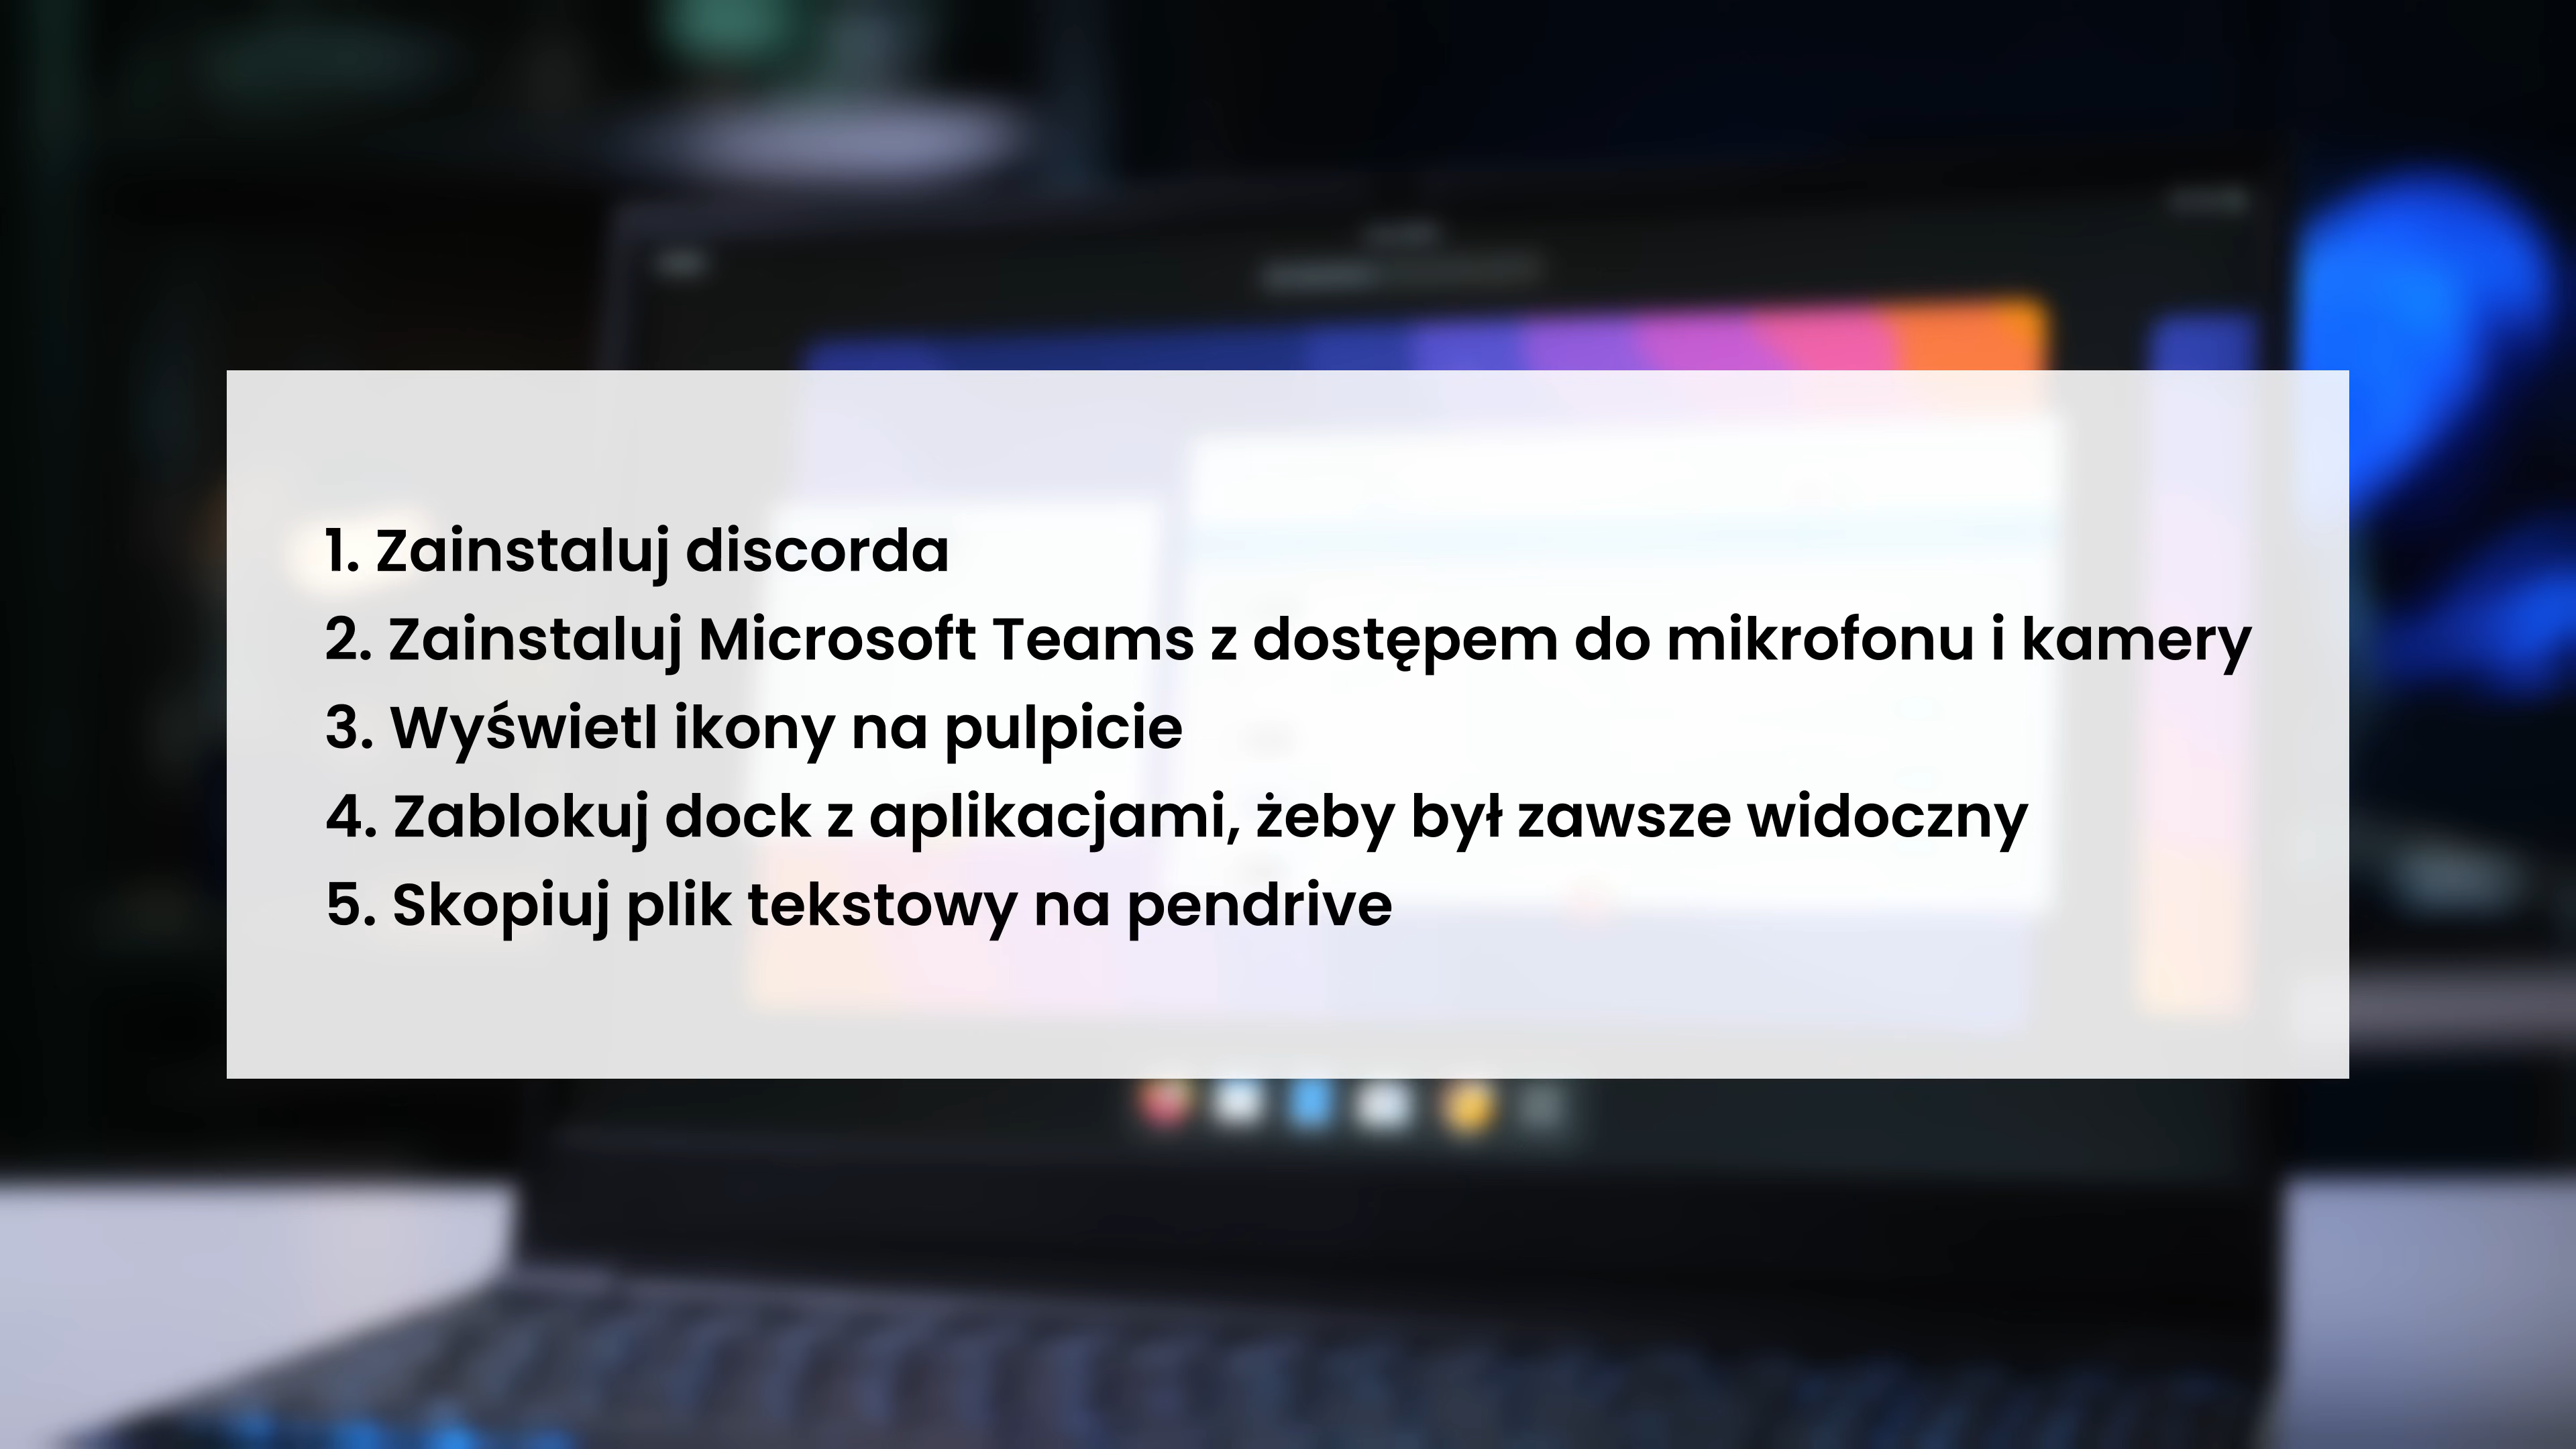 1. Zainstaluj discorda
2. Zainstaluj Microsoft Teams z dostępem do mikrofonu i kamery
3. Wyświetl ikony na pulpicie
4. Zablokuj dock z aplikacjami, żeby był zawsze widoczny
5. Skopiuj plik tekstowy na pendrive